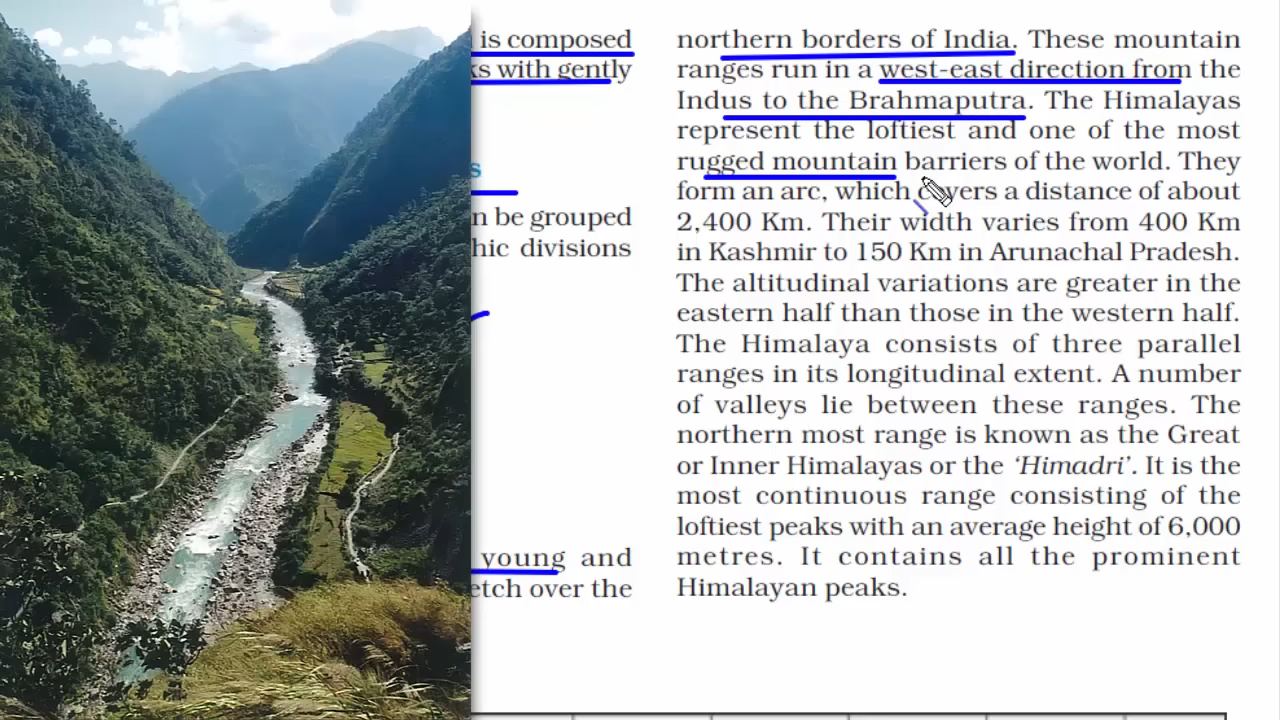 is composed
ks with gently
s
n be grouped
hic divisions
young and
etch over the
northern borders of India. These mountain
ranges run in a west-east direction from the
Indus to the Brahmaputra. The Himalayas
represent the loftiest and one of the most
rugged mountain barriers of the world. They
form an arc, which covers a distance of about
2,400 Km. Their width varies from 400 Km
in Kashmir to 150 Km in Arunachal Pradesh.
The altitudinal variations are greater in the
eastern half than those in the western half.
The Himalaya consists of three parallel
ranges in its longitudinal extent. A number
of valleys lie between these ranges. The
northern most range is known as the Great
or Inner Himalayas or the ‘Himadri’. It is the
most continuous range consisting of the
loftiest peaks with an average height of 6,000
metres. It contains all the prominent
Himalayan peaks.